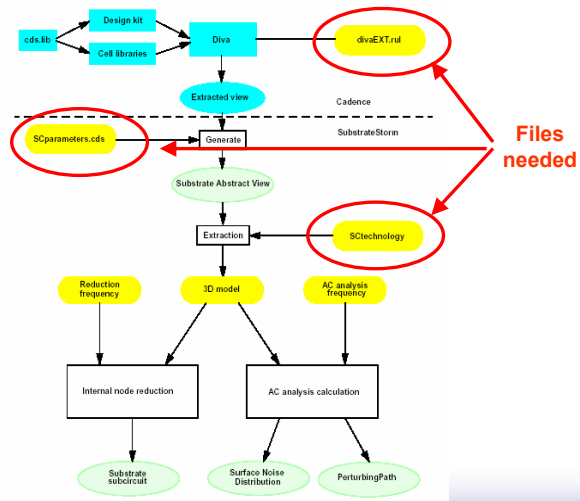 Design kit
cds.lib
Diva
divaEXT.rul
Cell libraries
Extracted view
Cadence
SubstrateStorm
SCparameters.cds
Generate
Files
needed
Substrate Abstract View
Extraction
SCtechnology
Reduction
frequency
3D model
AC analysis
frequency
Internal node reduction
AC analysis calculation
Substrate
subcircuit
Surface Noise
Distribution
PerturbingPath